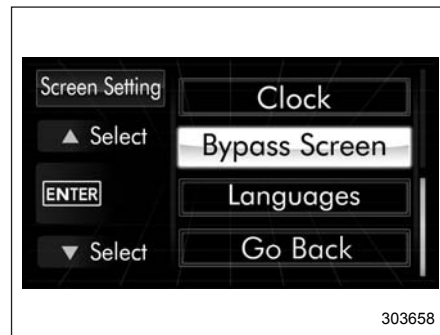 Screen Setting
▲ Select
ENTER
▼ Select
Clock
Bypass Screen
Languages
Go Back
303658